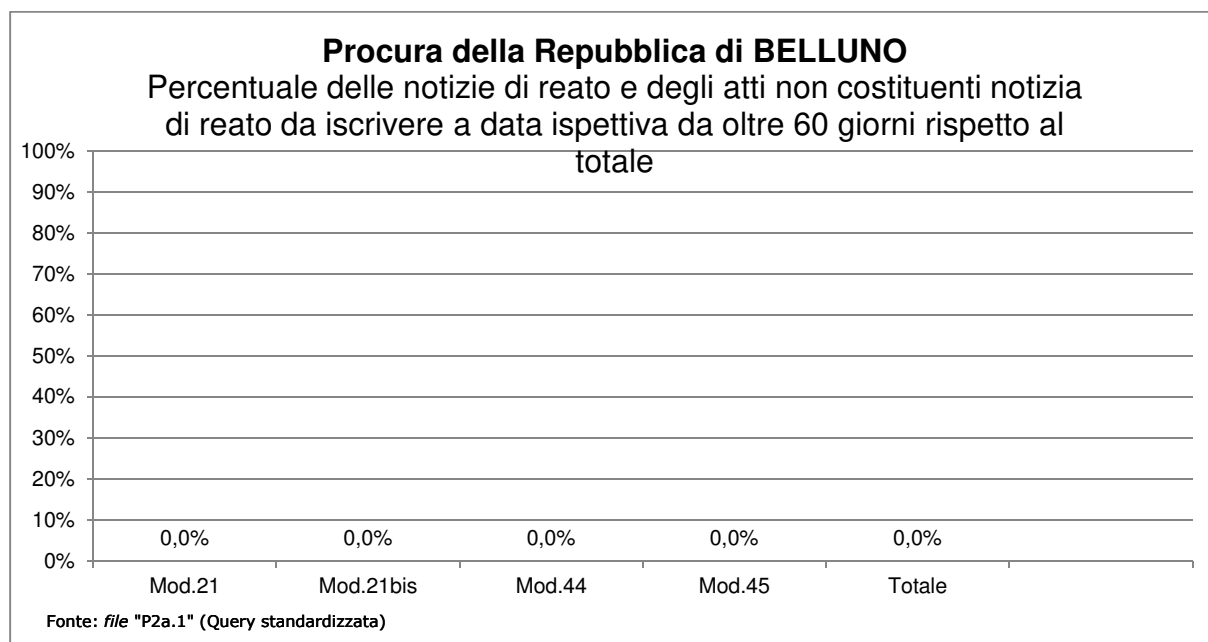 Procura della Repubblica di BELLUNO
Percentuale delle notizie di reato e degli atti non costituenti notizia
di reato da iscrivere a data ispettiva da oltre 60 giorni rispetto al
totale
100%
90%
80%
70%
60%
50%
40%
30%
20%
10%
0%
0,0% 0,0% 0,0% 0,0% 0,0%
Mod.21 Mod.21bis Mod.44 Mod.45 Totale
Fonte: file "P2a.1" (Query standardizzata)